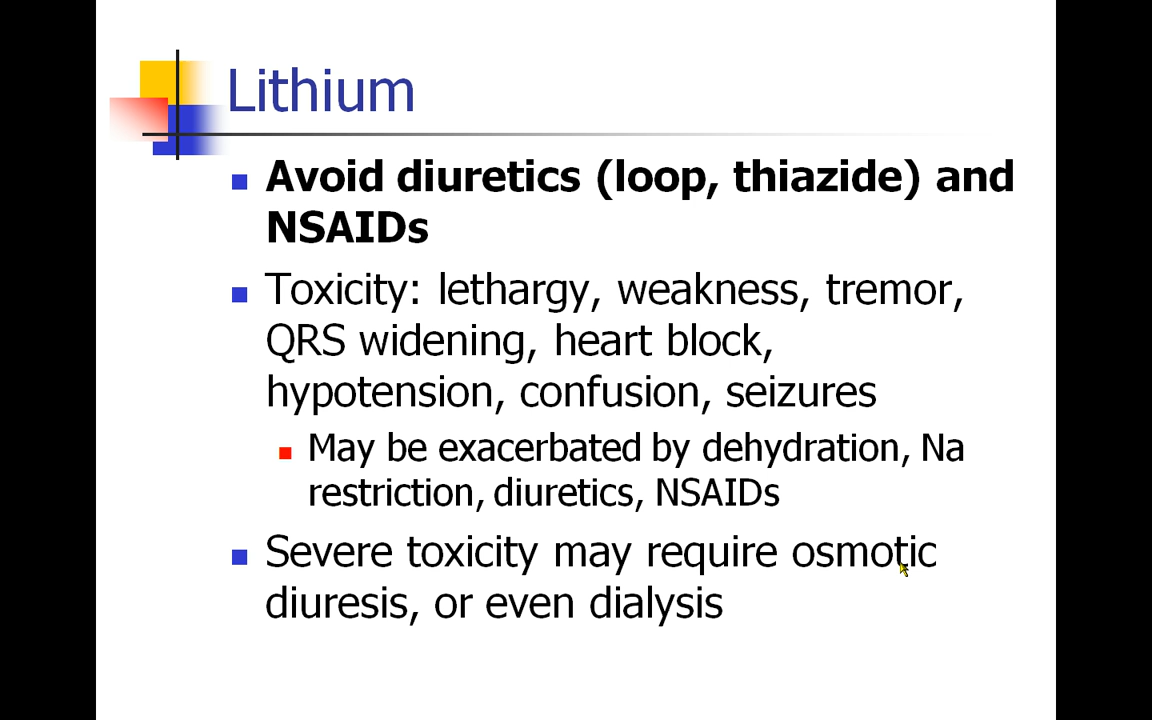 Lithium
Avoid diuretics (loop, thiazide) and
NSAIDs
Toxicity: lethargy, weakness, tremor,
QRS widening, heart block,
hypotension, confusion, seizures
May be exacerbated by dehydration, Na
restriction, diuretics, NSAIDs
Severe toxicity may require osmotic
diuresis, or even dialysis